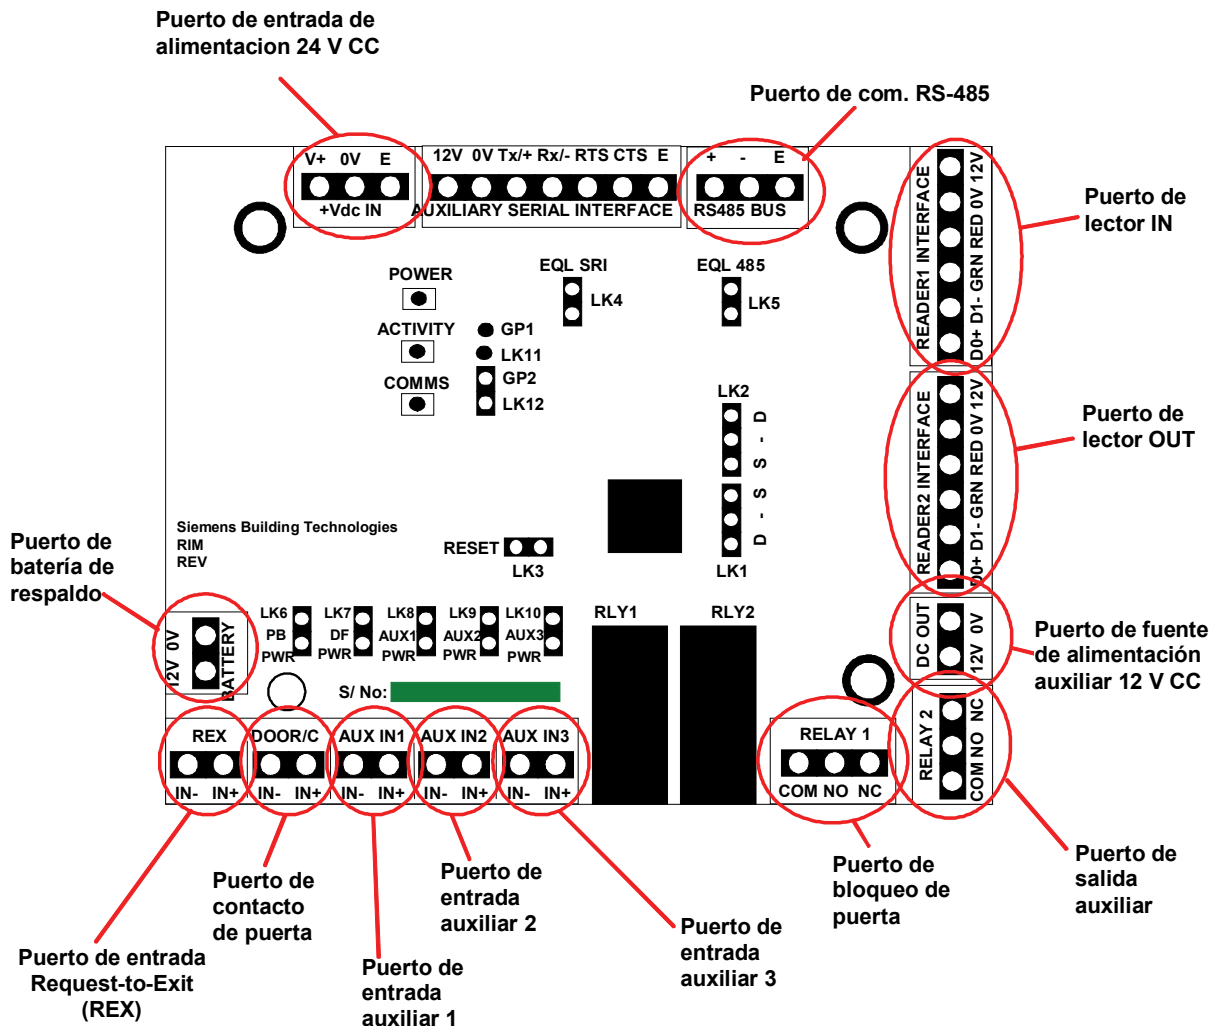 Puerto de entrada de
alimentacion 24 V CC
Puerto de com. RS-485
V+ 0V E
+Vdc IN
12V 0V Tx/+ Rx/- RTS CTS E
AUXILIARY SERIAL INTERFACE
+ - E
RS485 BUS
READER1 INTERFACE
D0+ D1- GRN RED 0V 12V
Puerto de
lector IN
POWER
ACTIVITY
COMMS
EQL SRI
LK4
EQL 485
LK5
GP1
LK11
GP2
LK12
LK2
S - D
D - S
LK1
READER2 INTERFACE
D0+ D1- GRN RED 0V 12V
Puerto de
lector OUT
Siemens Building Technologies
RIM
REV
RESET
LK3
Puerto de
batería de
respaldo
12V 0V
BATTERY
LK6
PB
PWR
LK7
DF
PWR
LK8
AUX1
PWR
LK9
AUX2
PWR
LK10
AUX3
PWR
S/ No:
RLY1
RLY2
DC OUT
12V 0V
Puerto de fuente
de alimentación
auxiliar 12 V CC
RELAY 2
COM NO NC
REX
IN- IN+
DOOR/C
IN- IN+
AUX IN1
IN- IN+
AUX IN2
IN- IN+
AUX IN3
IN- IN+
RELAY 1
COM NO NC
Puerto de entrada
Request-to-Exit
(REX)
Puerto de
contacto
de puerta
Puerto de
entrada
auxiliar 1
Puerto de
entrada
auxiliar 2
Puerto de
entrada
auxiliar 3
Puerto de
bloqueo de
puerta
Puerto de
salida
auxiliar